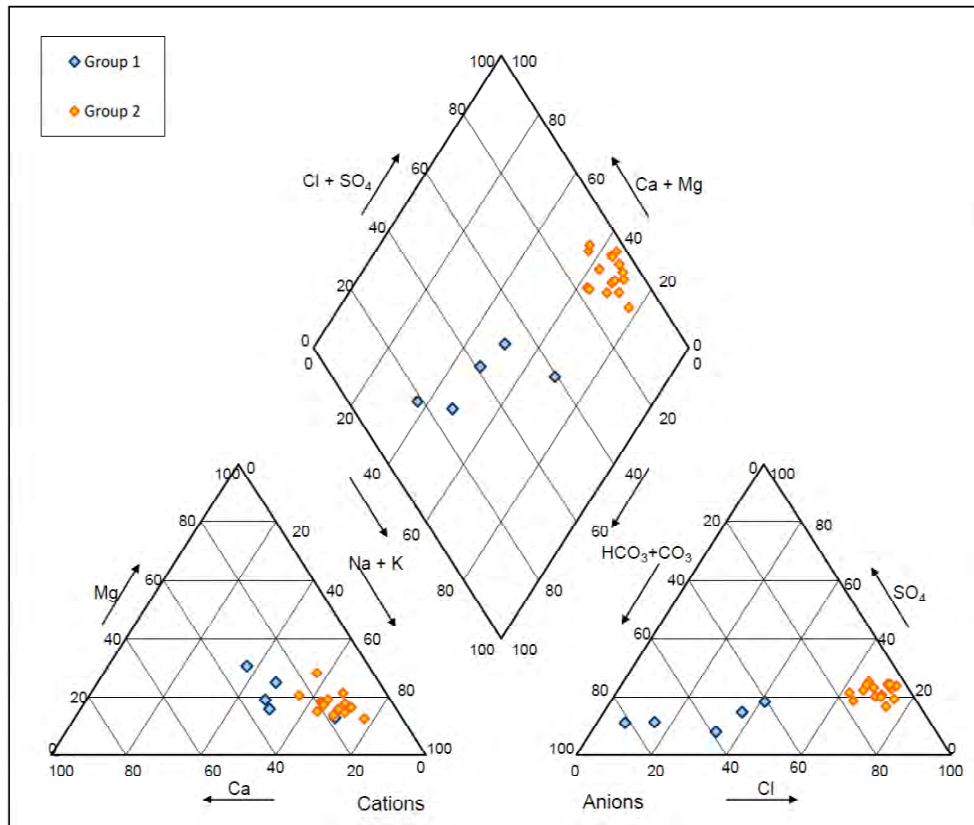 Group 1
Group 2
100 100
80 80
60 60
40 40
20 20
0 0
0 0
20 20
40 40
60 60
80 80
100 100
Cl + SO4
Ca + Mg
Na + K
HCO3+CO3
100 0
80 20
60 40
40 60
20 80
0 100
100 80 60 40 20 0
Mg
Ca
Cations
0 100
20 80
40 60
60 40
80 20
100 0
0 20 40 60 80 100
SO4
Cl
Anions